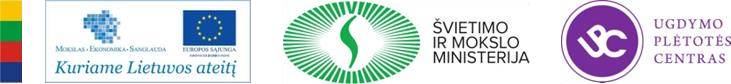 MOKSLAS • EKONOMIKA • SANGLAUDA
EUROPOS SĄJUNGA
Kuriame Lietuvos ateitį
ŠVIETIMO
IR MOKSLO
MINISTERIJA
UPC
UGDYMO
PLĖTOTĖS
CENTRAS